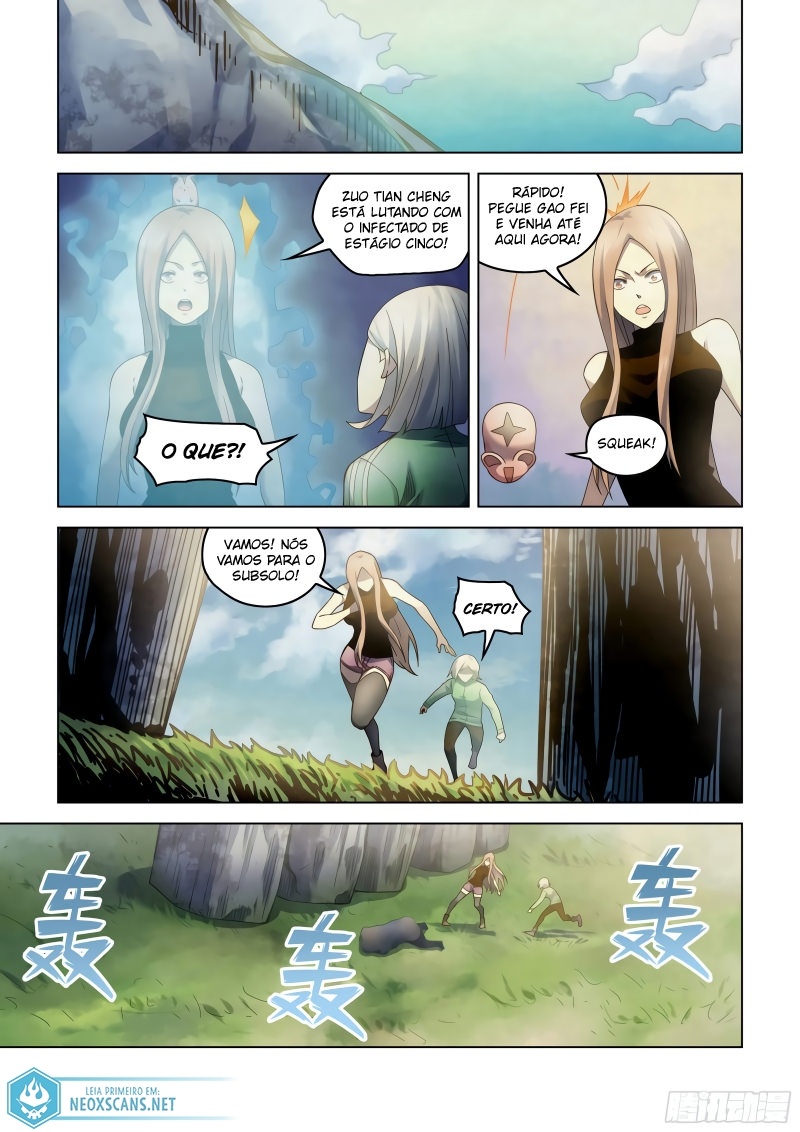 ZUO TIAN CHENG
ESTÁ LUTANDO COM
O INFECTADO DE
ESTÁGIO CINCO!
O QUE?!
RÁPIDO!
PEGUE GAO FEI
E VENHA ATÉ
AQUI AGORA!
SQUEAK!
VAMOS! NÓS
VAMOS PARA O
SUBSOLO!
CERTO!
轰
轰
轰
LEIA PRIMEIRO EM:
NEOXSCANS.NET
腾讯动漫